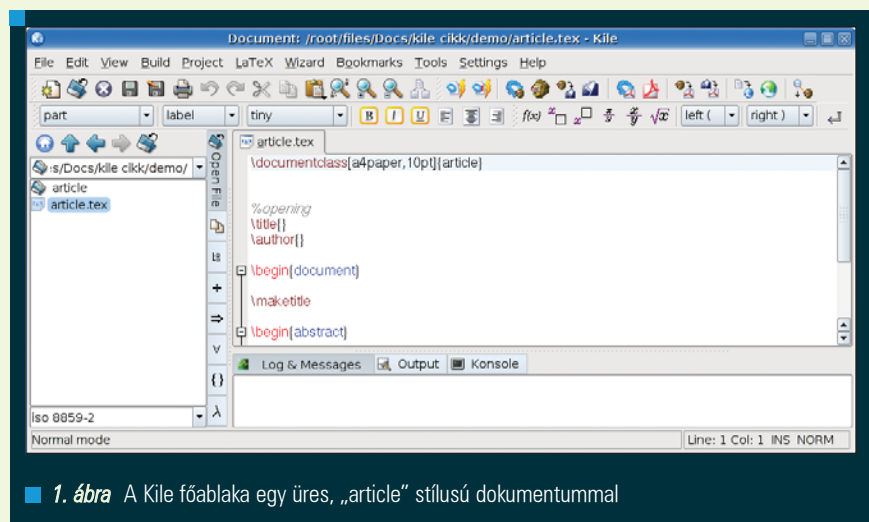 Document: /root/files/Docs/kile cikk/demo/article.tex - Kile
File Edit View Build Project LaTeX Wizard Bookmarks Tools Settings Help
part label tiny B I U f(x) √x left ( right )
s/Docs/kile cikk/demo/
article
article.tex
Open File
article.tex
\documentclass[a4paper,10pt]{article}
%opening
\title{}
\author{}
\begin{document}
\maketitle
\begin{abstract}
Log & Messages Output Konsole
iso 8859-2
Normal mode
Line: 1 Col: 1 INS NORM
1. ábra A Kile főablaka egy üres, „article” stílusú dokumentummal